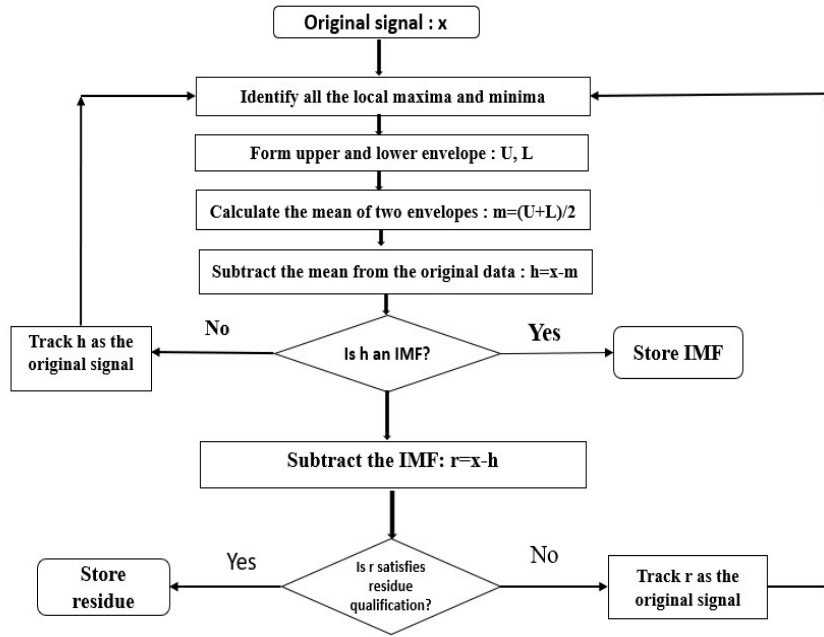 Original signal : x
Identify all the local maxima and minima
Form upper and lower envelope : U, L
Calculate the mean of two envelopes : m=(U+L)/2
Subtract the mean from the original data : h=x-m
No
Yes
Track h as the
original signal
Is h an IMF?
Store IMF
Subtract the IMF: r=x-h
Yes
No
Store
residue
Is r satisfies
residue
qualification?
Track r as the
original signal